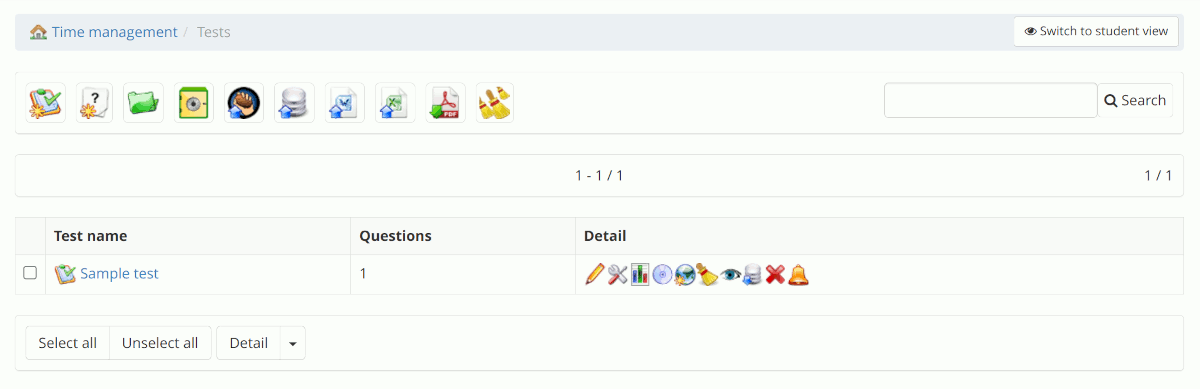 Time management / Tests
Switch to student view
?
W
X
PDF
Search
1 - 1 / 1
1 / 1
Test name Questions Detail
Sample test 1
Select all Unselect all Detail